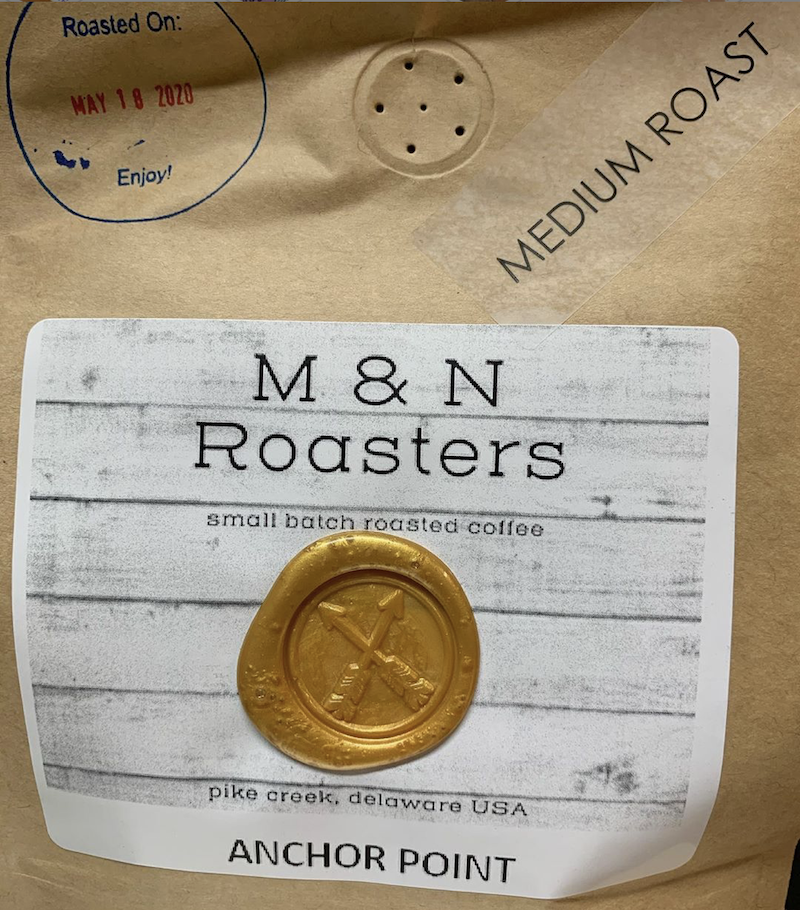 Roasted On:
MAY 18 2020
Enjoy!
MEDIUM ROAST
M & N
Roasters
small batch roasted coffee
pike creek, delaware USA
ANCHOR POINT